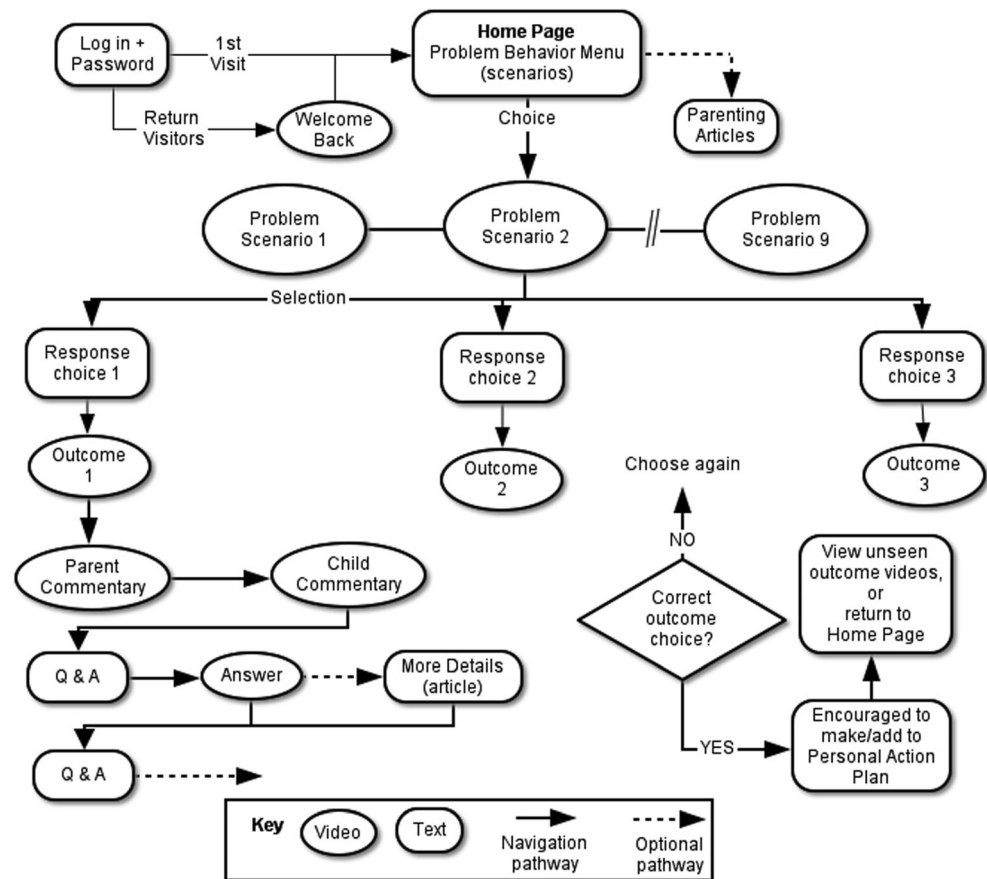 Log in +
Password
1st
Visit
Return
Visitors
Welcome
Back
Home Page
Problem Behavior Menu
(scenarios)
Parenting
Articles
Choice
Problem
Scenario 1
Problem
Scenario 2
Problem
Scenario 9
Selection
Response
choice 1
Response
choice 2
Response
choice 3
Outcome
1
Outcome
2
Outcome
3
Parent
Commentary
Child
Commentary
Q & A
Answer
More Details
(article)
Q & A
Choose again
NO
Correct
outcome
choice?
YES
View unseen
outcome videos,
or
return to
Home Page
Encouraged to
make/add to
Personal Action
Plan
Key
Video
Text
Navigation
pathway
Optional
pathway